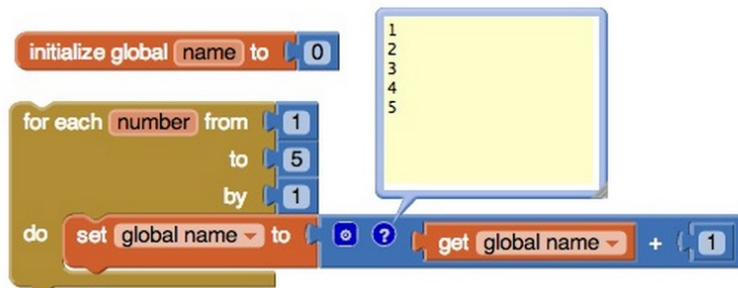 initialize global name to 0
1
2
3
4
5
for each number from 1
to 5
by 1
do set global name to ? get global name + 1